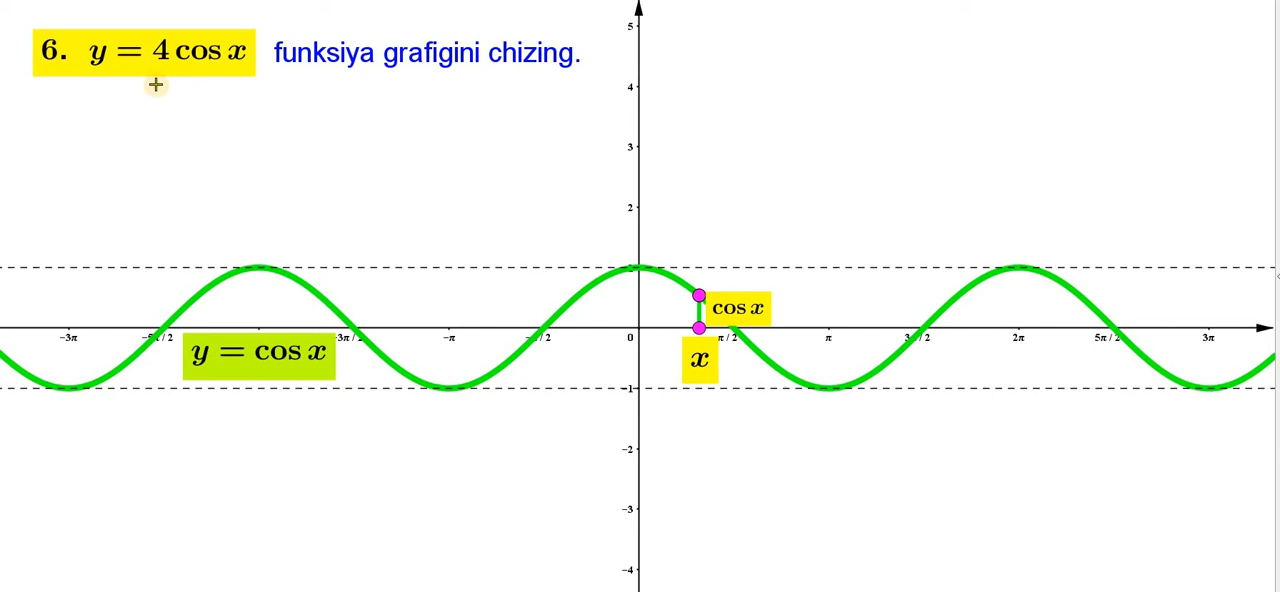 6. y = 4 cos x funksiya grafigini chizing.
5
4
3
2
cos x
−3π −π 0 π / 2 π 2π 5π / 2 3π
y = cos x
x
−1
−2
−3
−4